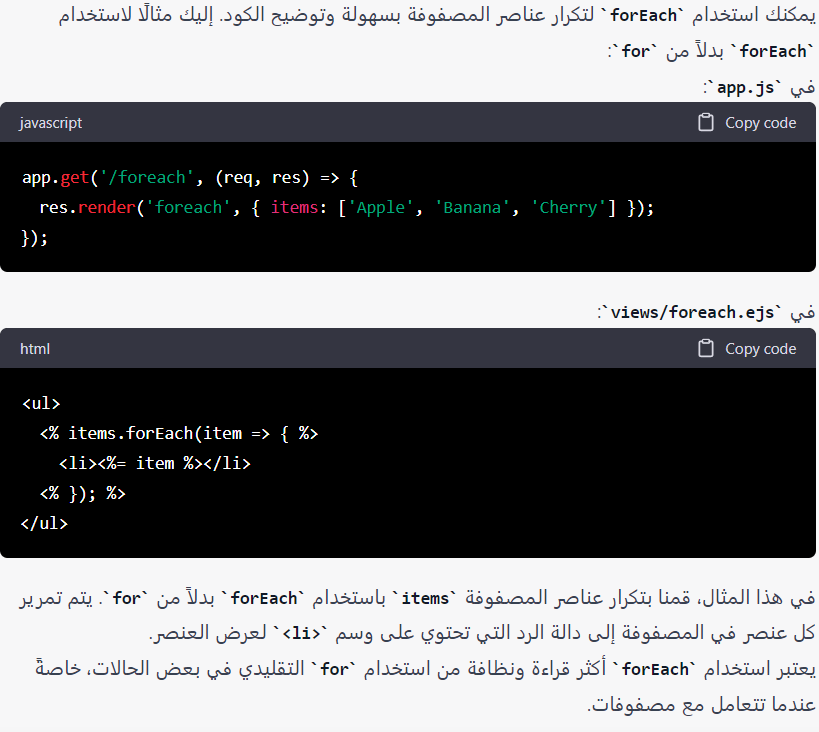 يمكنك استخدام `forEach` لتكرار عناصر المصفوفة بسهولة وتوضيح الكود. إليك مثالًا لاستخدام
`forEach` بدلاً من `for`:
في `app.js`:
javascript
Copy code
app.get('/foreach', (req, res) => {
  res.render('foreach', { items: ['Apple', 'Banana', 'Cherry'] });
});
في `views/foreach.ejs`:
html
Copy code
<ul>
  <% items.forEach(item => { %>
    <li><%= item %></li>
  <% }); %>
</ul>
في هذا المثال، قمنا بتكرار عناصر المصفوفة `items` باستخدام `forEach` بدلاً من `for`. يتم تمرير
كل عنصر في المصفوفة إلى دالة الرد التي تحتوي على وسم `<li>` لعرض العنصر.
يعتبر استخدام `forEach` أكثر قراءة ونظافة من استخدام `for` التقليدي في بعض الحالات، خاصةً
عندما تتعامل مع مصفوفات.